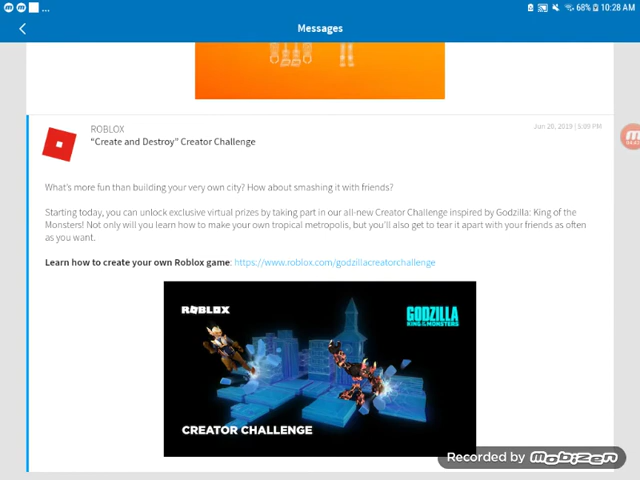 ... 68% 10:28 AM
Messages
ROBLOX
Jun 20, 2019 | 5:09 PM
"Create and Destroy" Creator Challenge
What's more fun than building your very own city? How about smashing it with friends?
Starting today, you can unlock exclusive virtual prizes by taking part in our all-new Creator Challenge inspired by Godzilla: King of the
Monsters! Not only will you learn how to make your own tropical metropolis, but you'll also get to tear it apart with your friends as often
as you want.
Learn how to create your own Roblox game: https://www.roblox.com/godzillacreatorchallenge
ROBLOX
GODZILLA
KING OF THE MONSTERS
CREATOR CHALLENGE
Recorded by Mobizen